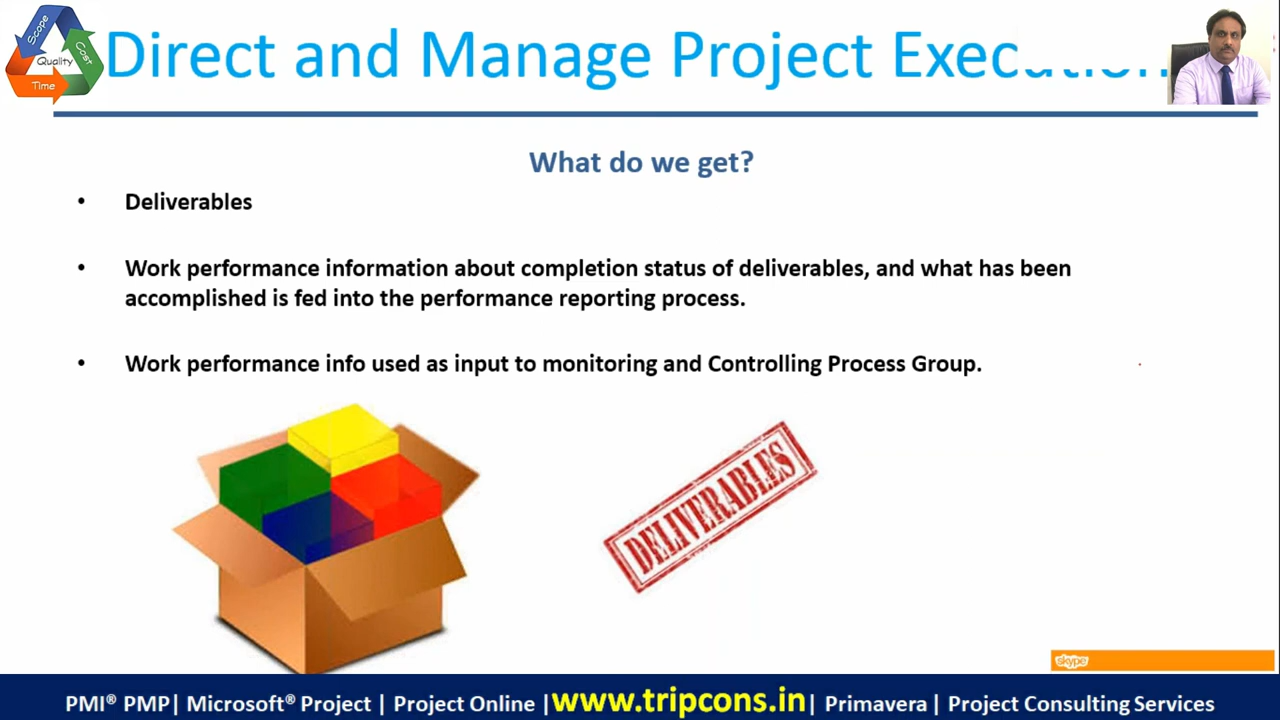 Scope
Cost
Quality
Time
Direct and Manage Project Execution
What do we get?
• Deliverables
• Work performance information about completion status of deliverables, and what has been
accomplished is fed into the performance reporting process.
• Work performance info used as input to monitoring and Controlling Process Group.
DELIVERABLES
skype
PMI® PMP| Microsoft® Project | Project Online |www.tripcons.in| Primavera | Project Consulting Services